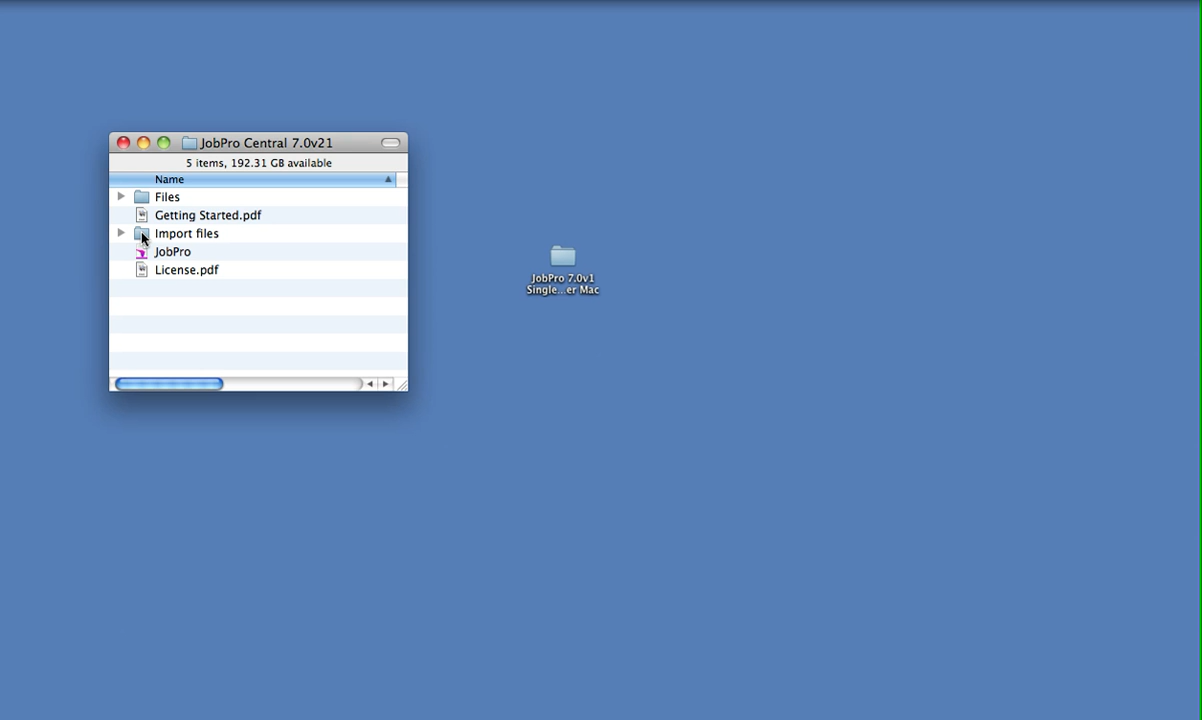 JobPro Central 7.0v21
5 items, 192.31 GB available
Name
Files
Getting Started.pdf
Import files
JobPro
License.pdf
JobPro 7.0v1
Single...er Mac